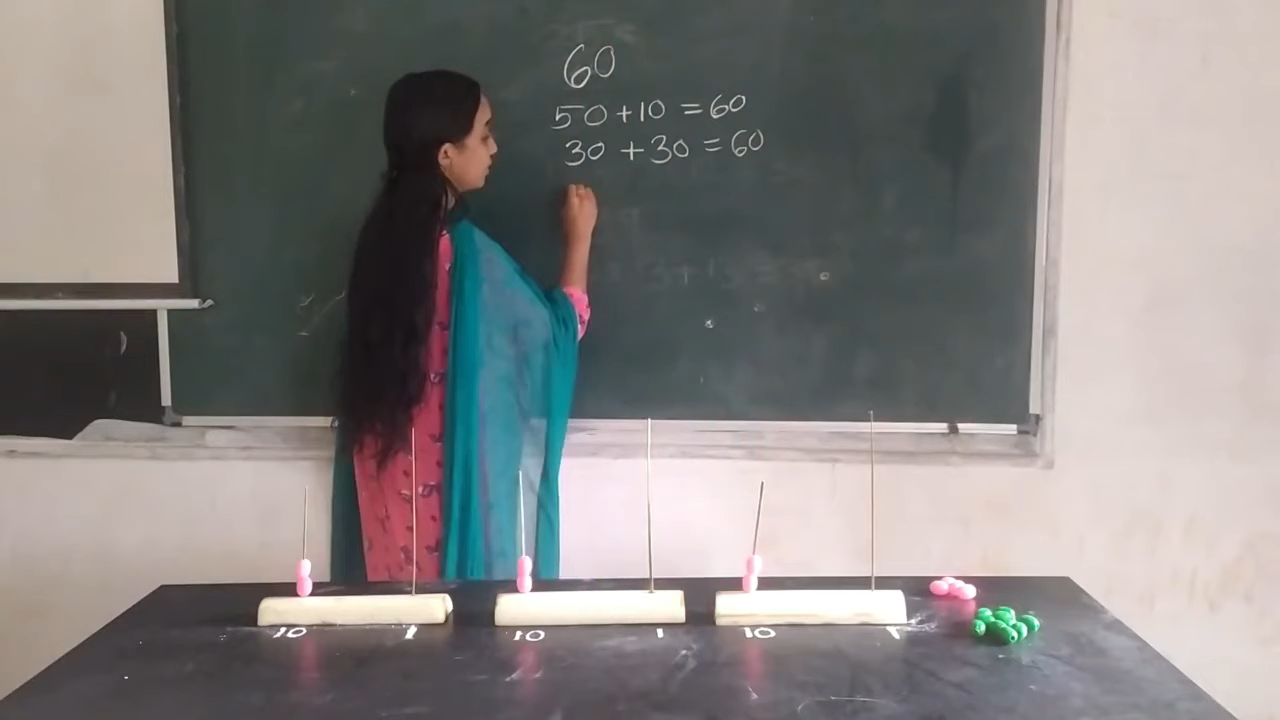 60
50 + 10 = 60
30 + 30 = 60
10 1 10 1 10 1